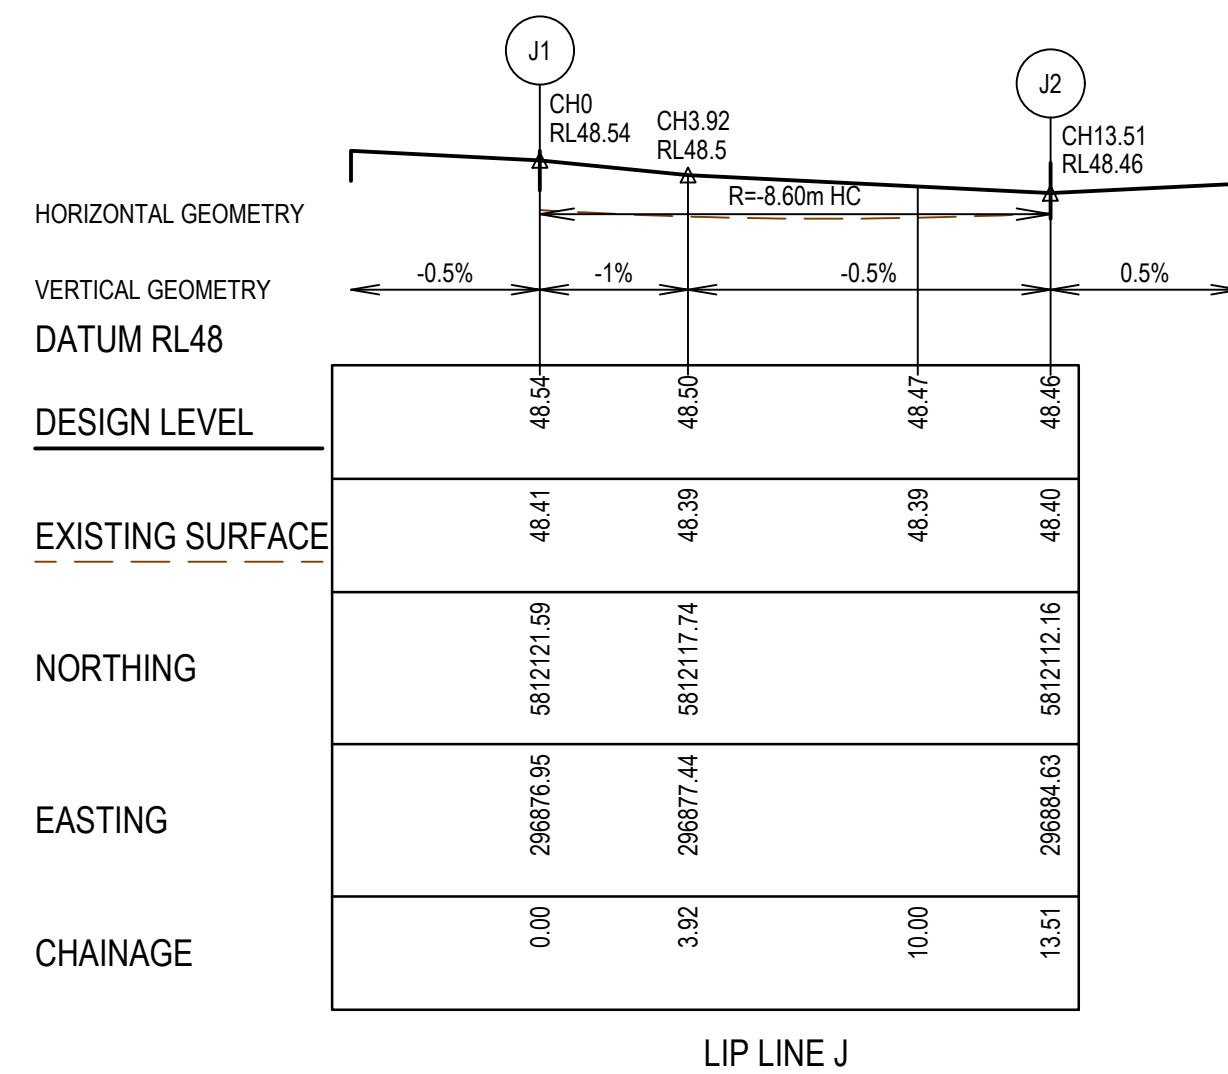 J1
J2
CH0
RL48.54
CH3.92
RL48.5
CH13.51
RL48.46
R=-8.60m HC
HORIZONTAL GEOMETRY
-0.5%
-1%
-0.5%
0.5%
VERTICAL GEOMETRY
DATUM RL48
DESIGN LEVEL
48.54
48.50
48.47
48.46
EXISTING SURFACE
48.41
48.39
48.39
48.40
NORTHING
5812121.59
5812117.74
5812112.16
EASTING
296876.95
296877.44
296884.63
CHAINAGE
0.00
3.92
10.00
13.51
LIP LINE J